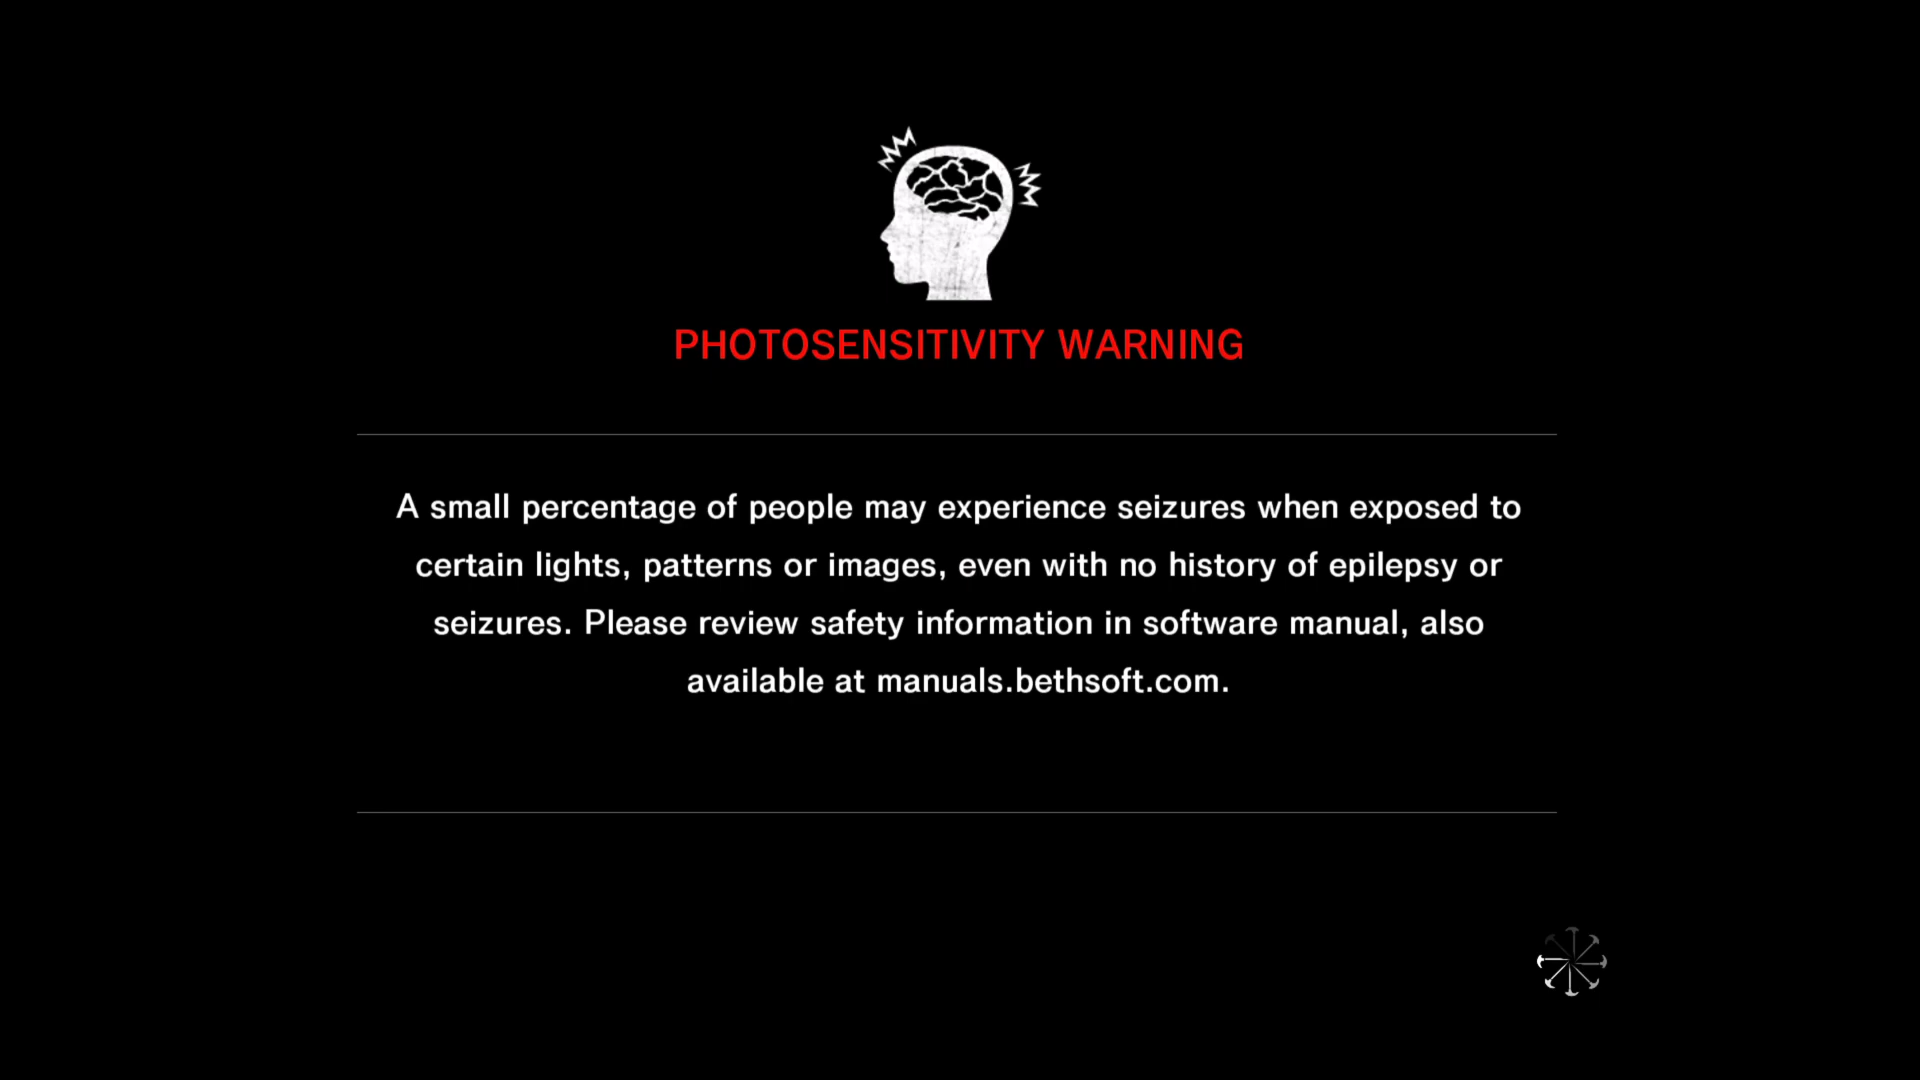 PHOTOSENSITIVITY WARNING
A small percentage of people may experience seizures when exposed to
certain lights, patterns or images, even with no history of epilepsy or
seizures. Please review safety information in software manual, also
available at manuals.bethsoft.com.